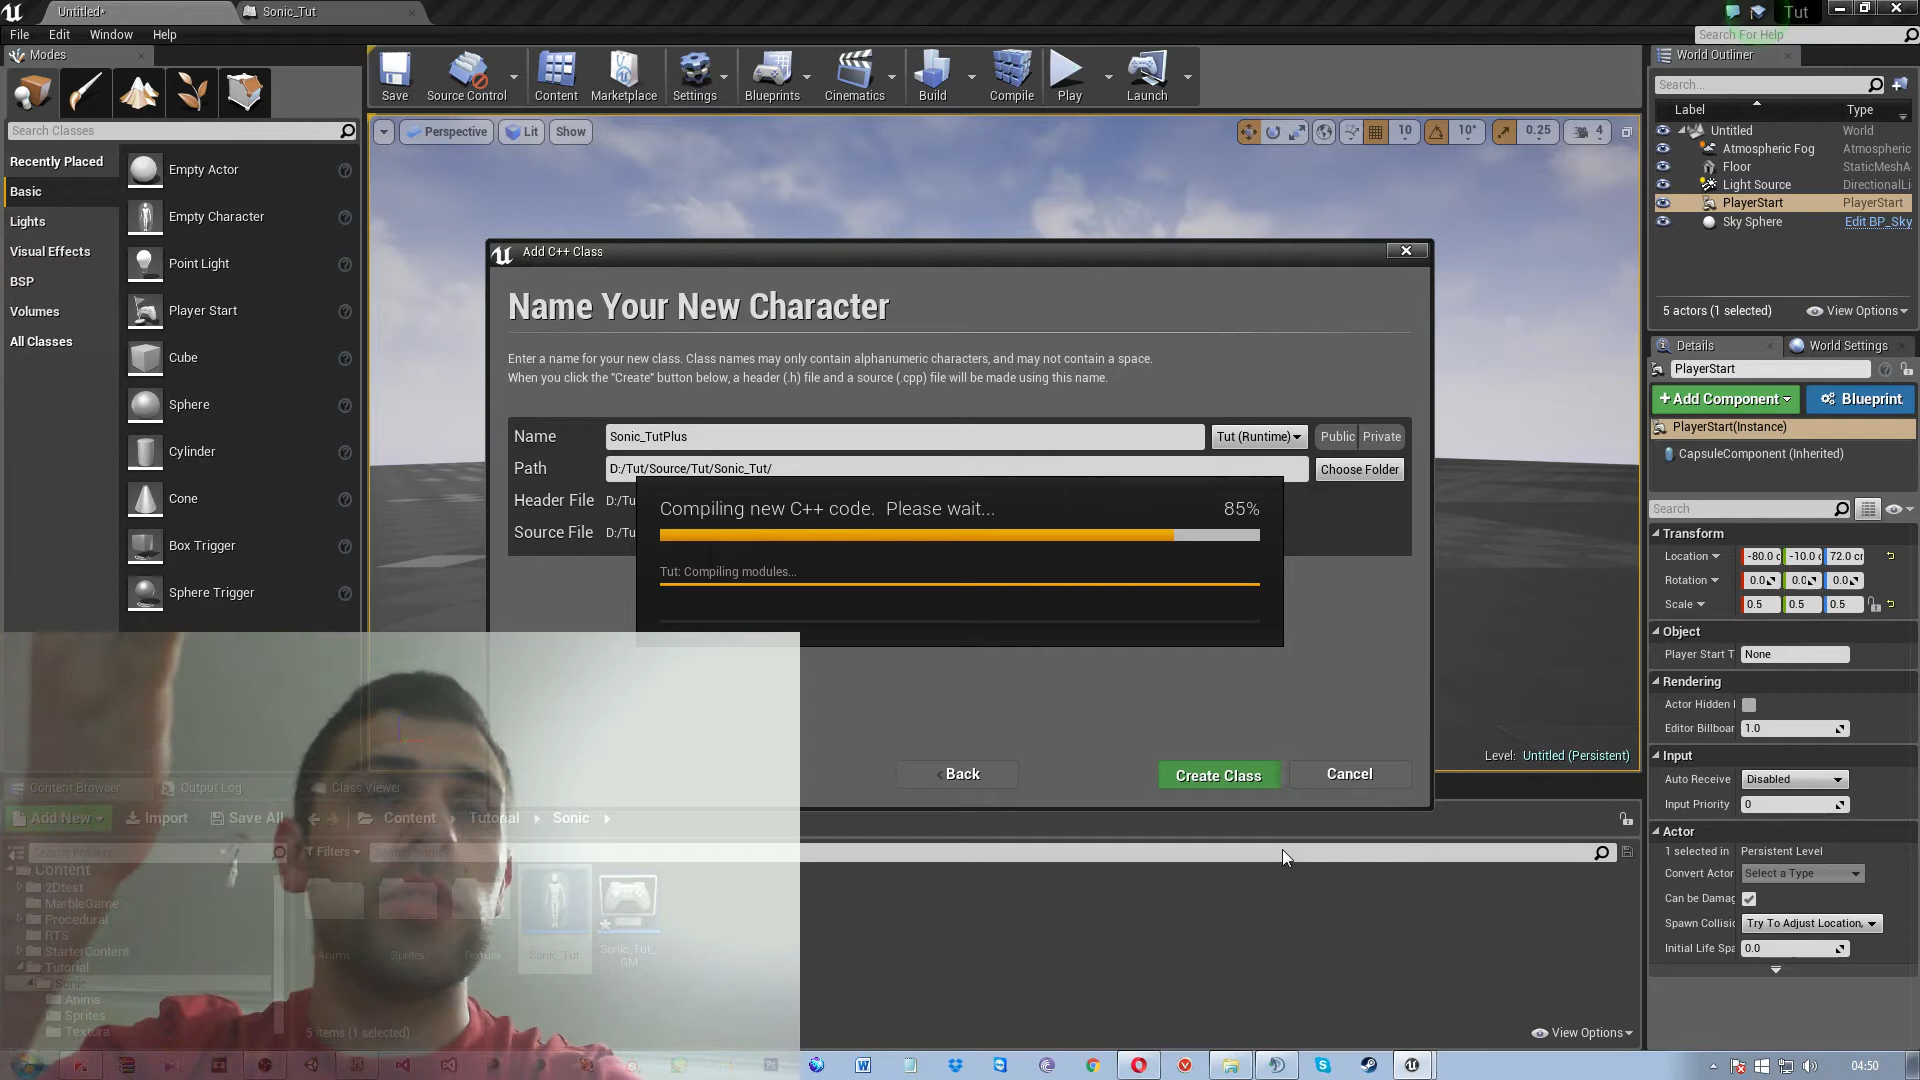 Untitled*
Sonic_Tut
Tut
File Edit Window Help
Search For Help
Modes
Save
Source Control
Content
Marketplace
Settings
Blueprints
Cinematics
Build
Compile
Play
Launch
World Outliner
Search...
Label Type
Untitled World
Atmospheric Fog Atmospheric
Floor StaticMeshA
Light Source DirectionalLi
PlayerStart PlayerStart
Sky Sphere Edit BP_Sky
5 actors (1 selected) View Options
Search Classes
Recently Placed
Basic
Lights
Visual Effects
BSP
Volumes
All Classes
Empty Actor
Empty Character
Point Light
Player Start
Cube
Sphere
Cylinder
Cone
Box Trigger
Sphere Trigger
Perspective Lit Show
10 10° 0.25 4
Add C++ Class
Name Your New Character
Enter a name for your new class. Class names may only contain alphanumeric characters, and may not contain a space.
When you click the "Create" button below, a header (.h) file and a source (.cpp) file will be made using this name.
Name Sonic_TutPlus Tut (Runtime) Public Private
Path D:/Tut/Source/Tut/Sonic_Tut/ Choose Folder
Header File D:/Tu
Source File D:/Tu
Compiling new C++ code. Please wait... 85%
Tut: Compiling modules...
Back
Create Class
Cancel
Level: Untitled (Persistent)
Details World Settings
PlayerStart
+Add Component Blueprint
PlayerStart(Instance)
CapsuleComponent (Inherited)
Search
Transform
Location -80.0 c -10.0 c 72.0 cr
Rotation 0.0 0.0 0.0
Scale 0.5 0.5 0.5
Object
Player Start T None
Rendering
Actor Hidden I
Editor Billboar 1.0
Input
Auto Receive Disabled
Input Priority 0
Actor
1 selected in Persistent Level
Convert Actor Select a Type
Can be Damag
Spawn Collisio Try To Adjust Location,
Initial Life Spa 0.0
Content Browser Output Log Class Viewer
Add New Import Save All Content Tutorial Sonic
Search Folders
Filters
Content
2Dtest
MarbleGame
Procedural
RTS
StarterContent
Tutorial
Sonic
Anims
Sprites
Textura
Anims
Sprites
Textura
Sonic_Tut
Sonic_Tut_
GM
5 items (1 selected)
View Options
04:50